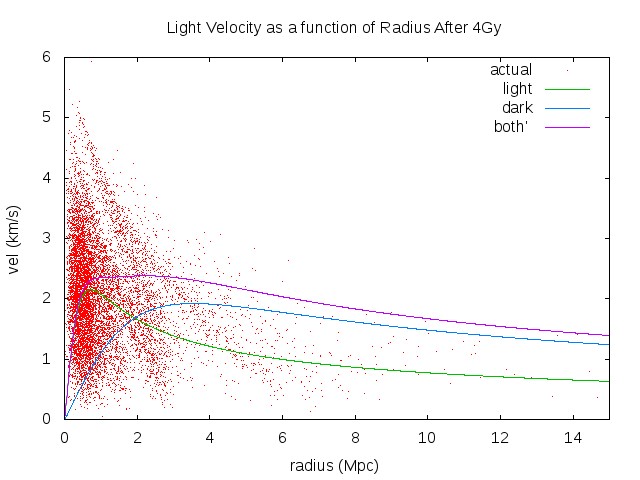 Light Velocity as a function of Radius After 4Gy
actual
light
dark
both'
6
5
4
3
2
1
0
vel (km/s)
0 2 4 6 8 10 12 14
radius (Mpc)